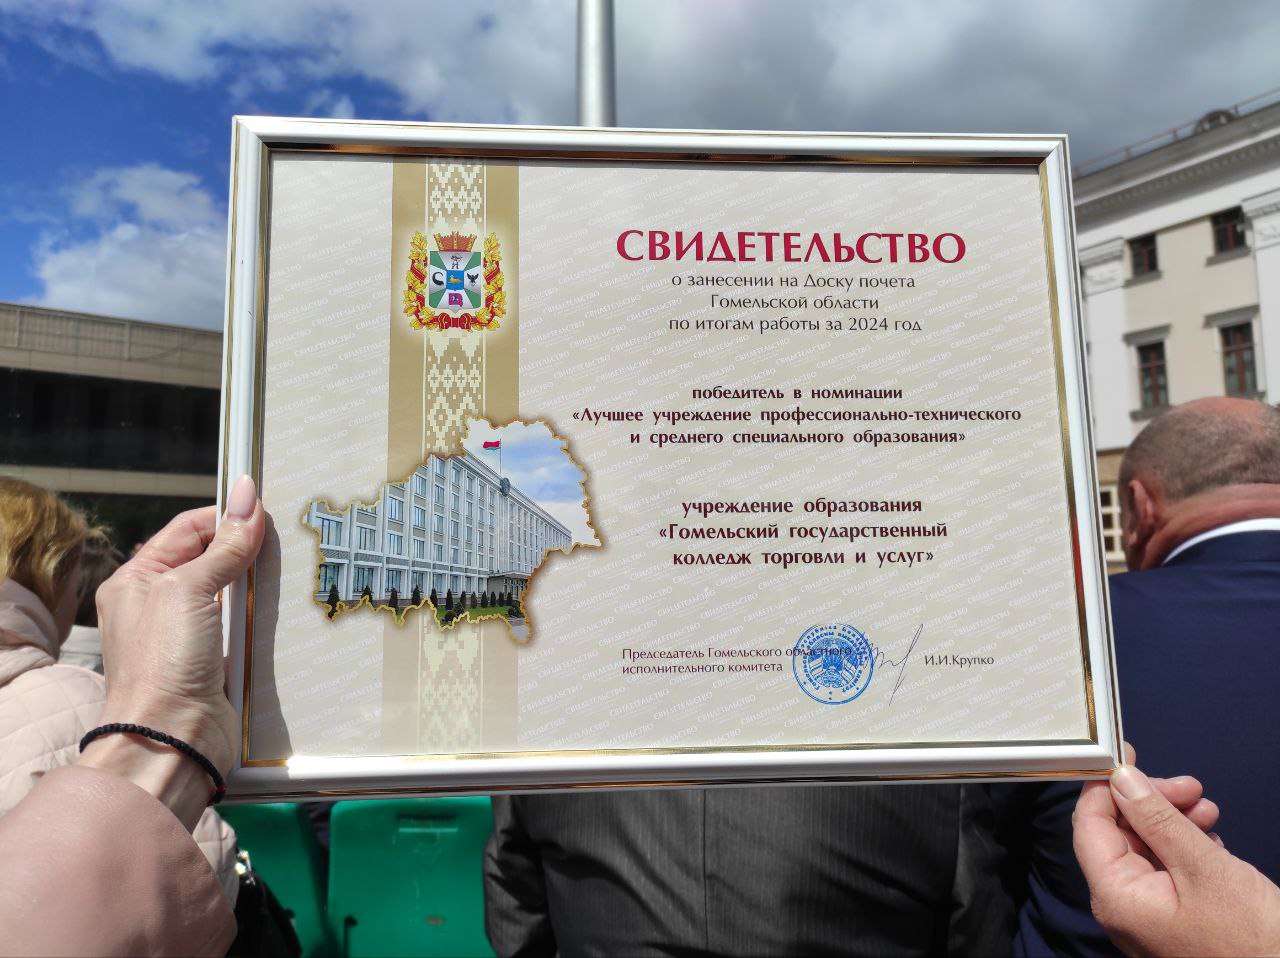 СВИДЕТЕЛЬСТВО
о занесении на Доску почета
Гомельской области
по итогам работы за 2024 год
победитель в номинации
«Лучшее учреждение профессионально-технического
и среднего специального образования»
учреждение образования
«Гомельский государственный
колледж торговли и услуг»
Председатель Гомельского областного
исполнительного комитета
И.И.Крупко